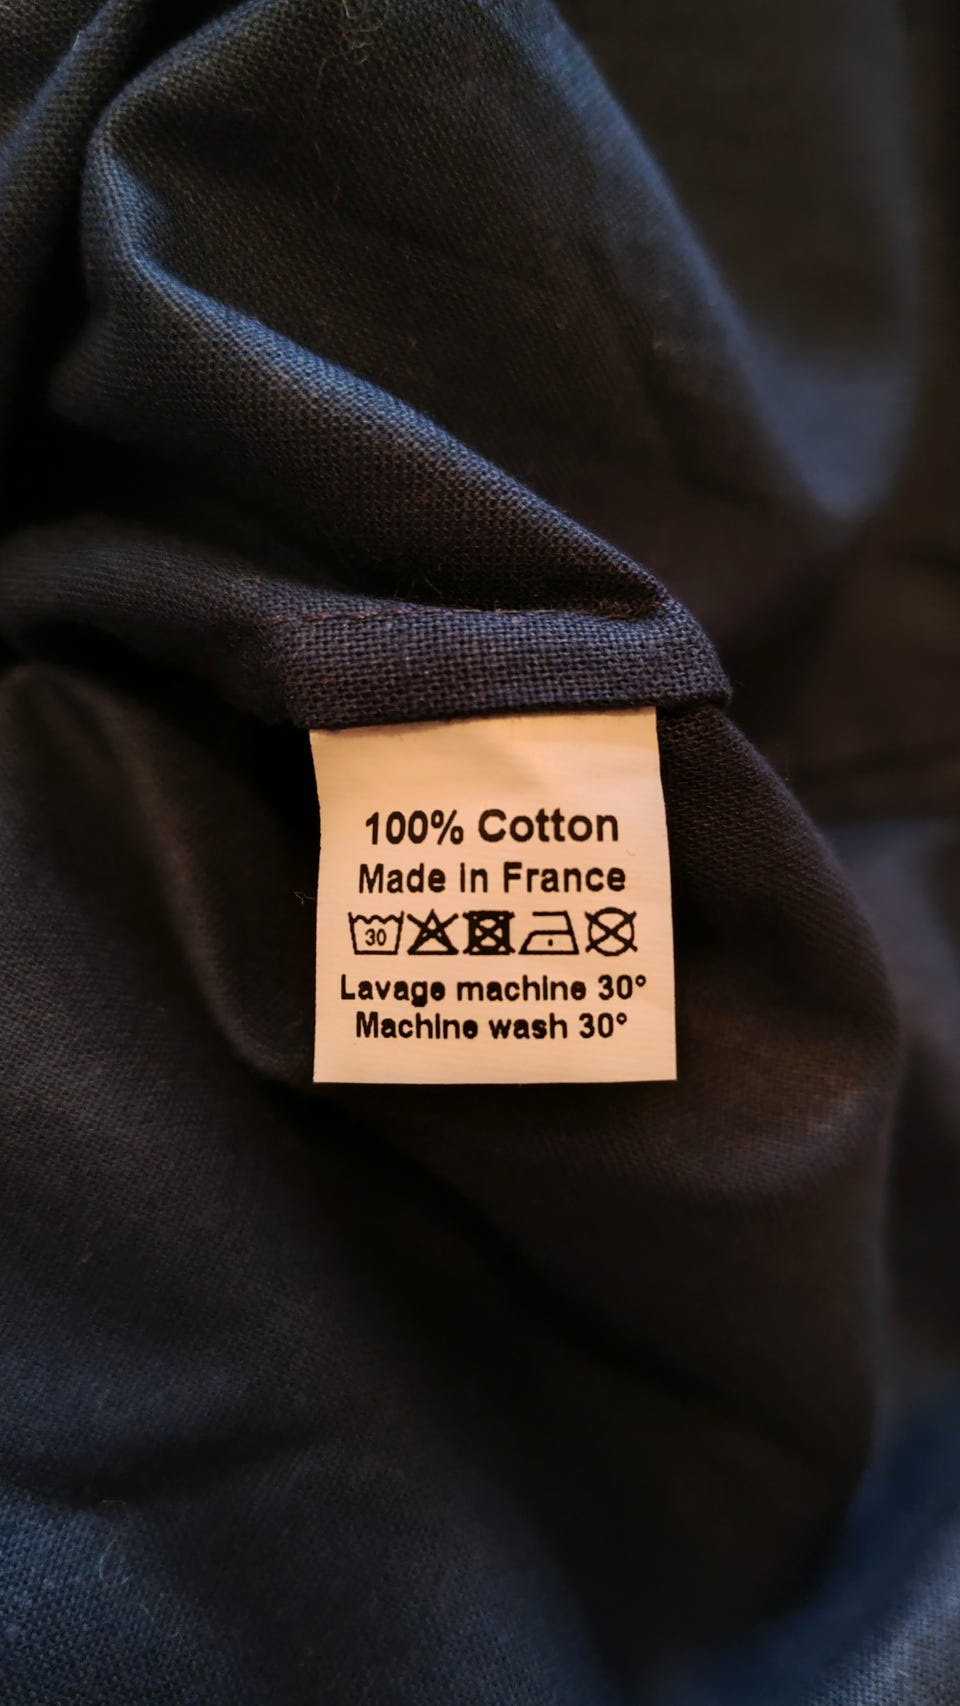 100% Cotton
Made in France
30
Lavage machine 30°
Machine wash 30°